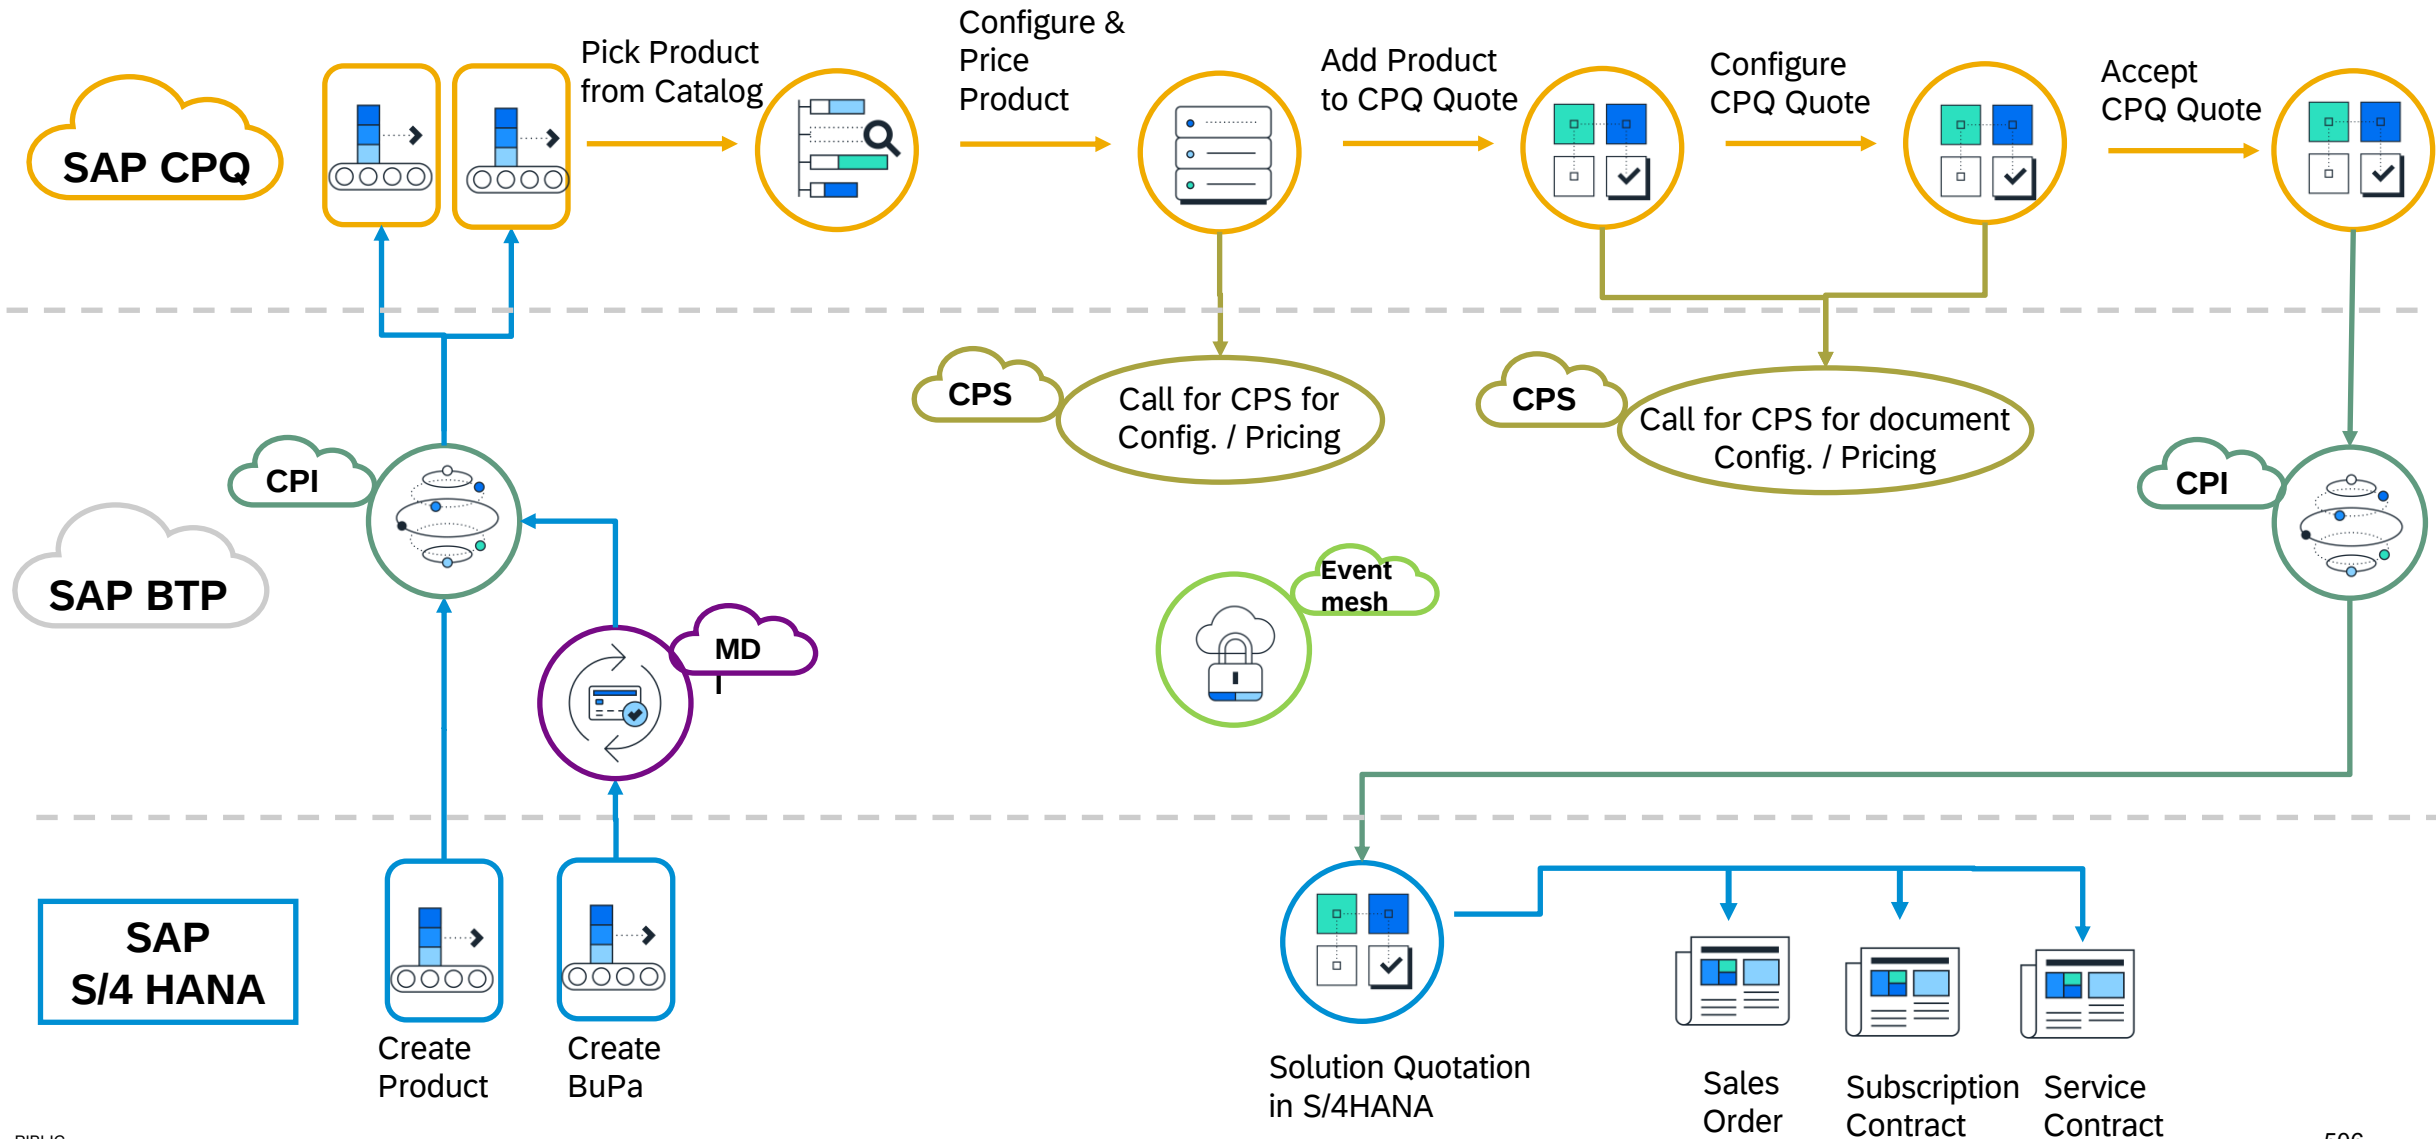 Pick Product
from Catalog
Configure &
Price
Product
Add Product
to CPQ Quote
Configure
CPQ Quote
Accept
CPQ Quote
SAP CPQ
CPS
Call for CPS for
Config. / Pricing
CPS
Call for CPS for document
Config. / Pricing
CPI
CPI
SAP BTP
Event
mesh
MD
I
SAP
S/4 HANA
Create
Product
Create
BuPa
Solution Quotation
in S/4HANA
Sales
Order
Subscription
Contract
Service
Contract